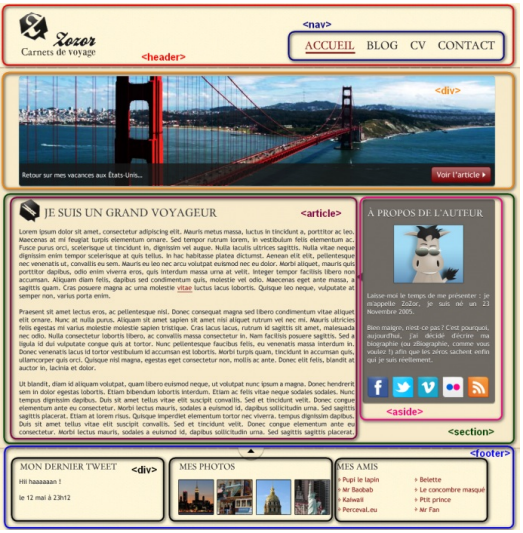 <nav>
Zozor
Carnets de voyage
<header>
ACCUEIL BLOG CV CONTACT
<div>
Retour sur mes vacances aux États-Unis...
Voir l'article
JE SUIS UN GRAND VOYAGEUR
<article>
Lorem ipsum dolor sit amet, consectetur adipiscing elit. Mauris metus massa, luctus in tincidunt a, porttitor ac leo.
Maecenas at mi feugiat turpis elementum ornare. Sed tempor rutrum lorem, in vestibulum felis elementum ac.
Fusce purus orci, scelerisque ut tincidunt in, dignissim vel augue. Nulla iaculis ultrices sagittis. Nulla vitae neque
dignissim enim tempor scelerisque at quis tellus. In hac habitasse platea dictumst. Aenean elit elit, pellentesque
nec venenatis ut, convallis eu sem. Mauris eu leo nec arcu volutpat euismod nec eu dolor. Morbi aliquet, mauris quis
porttitor dapibus, odio enim viverra eros, quis interdum massa urna at velit. Integer tempor facilisis libero non
accumsan. Aliquam diam felis, dapibus sed condimentum quis, molestie vel odio. Maecenas eget ante massa, a
sagittis quam. Cras posuere magna ac urna molestie vitae luctus lacus lobortis. Quisque leo neque, vulputate at
semper non, varius porta enim.
Praesent sit amet lectus eros, ac pellentesque nisl. Donec consequat magna sed libero condimentum vitae aliquet
elit ornare. Nunc at nulla purus. Aliquam sit amet sapien sit amet nisi aliquet rutrum vel nec mi. Mauris ultricies
felis egestas mi varius molestie molestie sapien tristique. Cras lacus lacus, rutrum id sagittis sit amet, malesuada
nec odio. Nulla consectetur lobortis libero, ac convallis massa consectetur in. Nam facilisis posuere sagittis. Sed a
ligula id dui vulputate congue quis at tortor. Nunc pellentesque faucibus felis, eu venenatis massa interdum in.
Donec venenatis lacus id tortor vestibulum id accumsan est lobortis. Morbi turpis quam, tincidunt in accumsan quis,
ullamcorper quis orci. Quisque nisl magna, egestas eget consectetur non, mollis ac ante. Donec elit felis, blandit at
auctor in, lacinia et dolor.
Ut blandit, diam id aliquam volutpat, quam libero euismod neque, ut volutpat nunc ipsum a magna. Donec hendrerit
sem in dolor egestas lobortis. Etiam bibendum lobortis interdum. Etiam ac felis vitae neque sodales sodales. Nunc
tempus dignissim dapibus. Duis sit amet tellus vitae elit suscipit convallis. Sed et tincidunt velit. Donec congue
elementum ante eu consectetur. Morbi lectus mauris, sodales a euismod id, dapibus sollicitudin urna. Sed sagittis
sagittis placerat. Etiam at lorem risus. Quisque imperdiet elementum tortor nec viverra. tempus dignissim dapibus.
Duis sit amet tellus vitae elit suscipit convallis. Sed et tincidunt velit. Donec congue elementum ante eu
consectetur. Morbi lectus mauris, sodales a euismod id, dapibus sollicitudin urna. Sed sagittis sagittis placerat.
À PROPOS DE L'AUTEUR
Laisse-moi le temps de me présenter : je
m'appelle Zozor, je suis né un 23
Novembre 2005.
Bien maigre, n'est-ce pas ? C'est pourquoi,
aujourd'hui, j'ai décidé d'écrire ma
biographie (ou zBiographie, comme vous
voulez !) afin que les zéros sachent enfin
qui je suis réellement.
<aside>
<section>
<footer>
MON DERNIER TWEET
<div>
Hii haaaaaan !
le 12 mai à 23h12
MES PHOTOS
MES AMIS
Pupi le lapin
Mr Baobab
Kaiwaii
Perceval.eu
Belette
Le concombre masqué
Ptit prince
Mr Fan